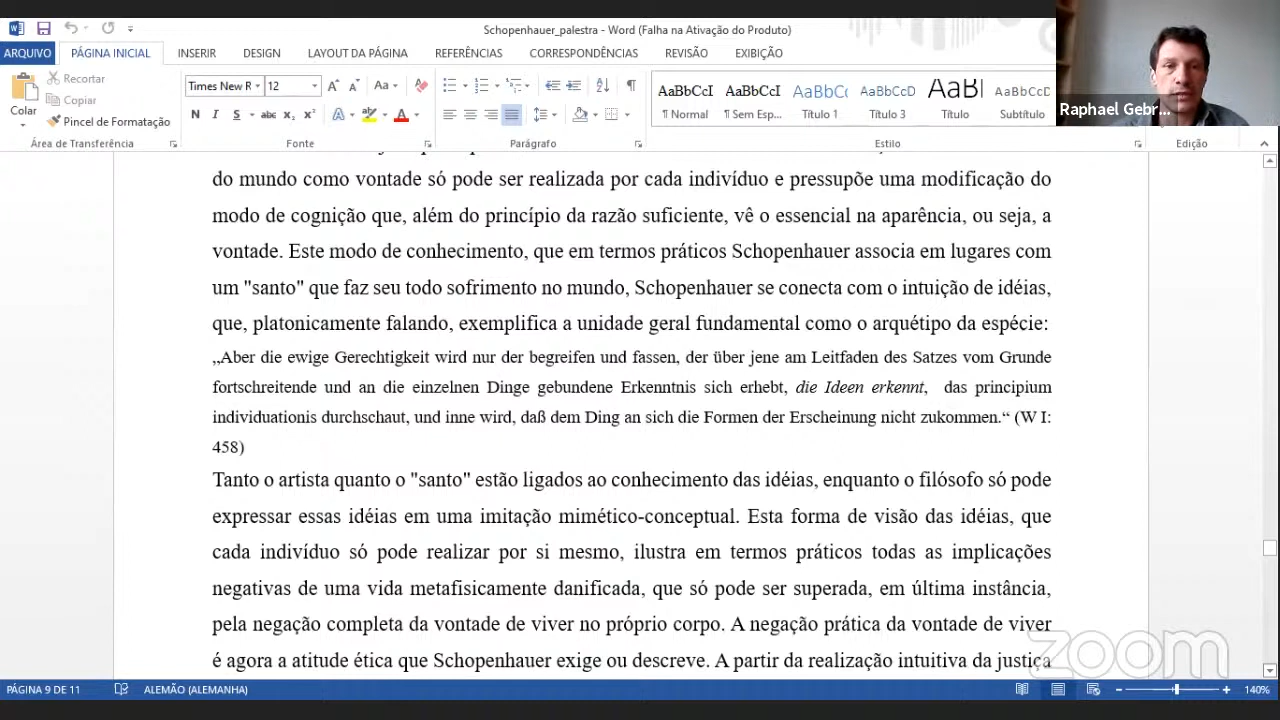 Schopenhauer_palestra - Word (Falha na Ativação do Produto)
ARQUIVO PÁGINA INICIAL INSERIR DESIGN LAYOUT DA PÁGINA REFERÊNCIAS CORRESPONDÊNCIAS REVISÃO EXIBIÇÃO
Colar
Recortar
Copiar
Pincel de Formatação
Área de Transferência
Times New R 12
N I S abc x₂ x²
Fonte
Parágrafo
AaBbCcI AaBbCcI AaBbCc AaBbCcD AaBl AaBbCcD
¶ Normal ¶ Sem Esp... Título 1 Título 3 Título Subtítulo
Estilo
Edição
Raphael Gebr...
do mundo como vontade só pode ser realizada por cada indivíduo e pressupõe uma modificação do
modo de cognição que, além do princípio da razão suficiente, vê o essencial na aparência, ou seja, a
vontade. Este modo de conhecimento, que em termos práticos Schopenhauer associa em lugares com
um "santo" que faz seu todo sofrimento no mundo, Schopenhauer se conecta com o intuição de idéias,
que, platonicamente falando, exemplifica a unidade geral fundamental como o arquétipo da espécie:
„Aber die ewige Gerechtigkeit wird nur der begreifen und fassen, der über jene am Leitfaden des Satzes vom Grunde
fortschreitende und an die einzelnen Dinge gebundene Erkenntnis sich erhebt, die Ideen erkennt, das principium
individuationis durchschaut, und inne wird, daß dem Ding an sich die Formen der Erscheinung nicht zukommen.“ (W I:
458)
Tanto o artista quanto o "santo" estão ligados ao conhecimento das idéias, enquanto o filósofo só pode
expressar essas idéias em uma imitação mimético-conceptual. Esta forma de visão das idéias, que
cada indivíduo só pode realizar por si mesmo, ilustra em termos práticos todas as implicações
negativas de uma vida metafisicamente danificada, que só pode ser superada, em última instância,
pela negação completa da vontade de viver no próprio corpo. A negação prática da vontade de viver
é agora a atitude ética que Schopenhauer exige ou descreve. A partir da realização intuitiva da justiça
zoom
PÁGINA 9 DE 11 ALEMÃO (ALEMANHA) 140%